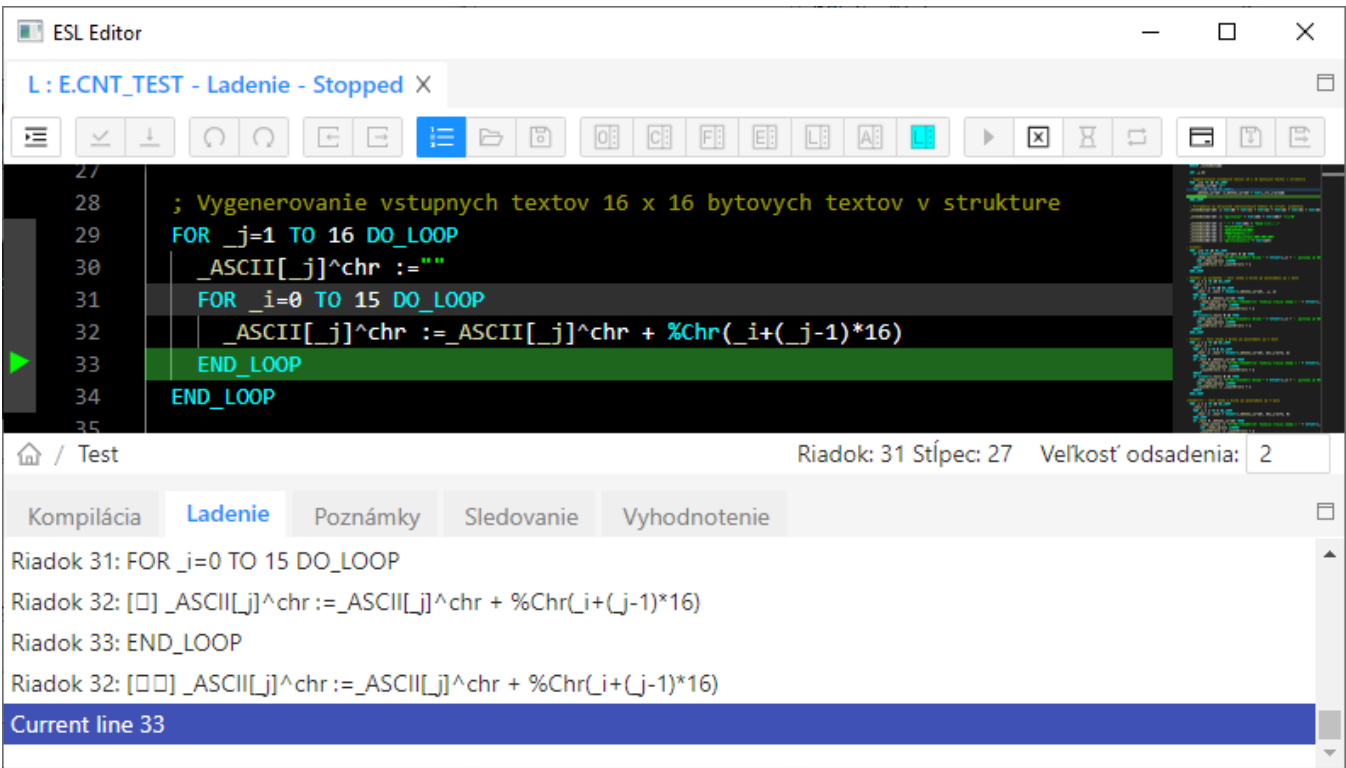 ESL Editor
L : E.CNT_TEST - Ladenie - Stopped
O C F E L A L
27
28 ; Vygenerovanie vstupnych textov 16 x 16 bytovych textov v strukture
29 FOR _j=1 TO 16 DO_LOOP
30 _ASCII[_j]^chr :=""
31 FOR _i=0 TO 15 DO_LOOP
32 _ASCII[_j]^chr :=_ASCII[_j]^chr + %Chr(_i+(_j-1)*16)
33 END_LOOP
34 END_LOOP
35
/ Test Riadok: 31 Stĺpec: 27 Veľkosť odsadenia: 2
Kompilácia Ladenie Poznámky Sledovanie Vyhodnotenie
Riadok 31: FOR _i=0 TO 15 DO_LOOP
Riadok 32: [□] _ASCII[_j]^chr :=_ASCII[_j]^chr + %Chr(_i+(_j-1)*16)
Riadok 33: END_LOOP
Riadok 32: [□□] _ASCII[_j]^chr :=_ASCII[_j]^chr + %Chr(_i+(_j-1)*16)
Current line 33